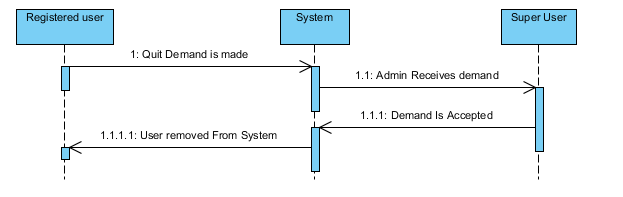 Registered user
System
Super User
1: Quit Demand is made
1.1: Admin Receives demand
1.1.1: Demand Is Accepted
1.1.1.1: User removed From System